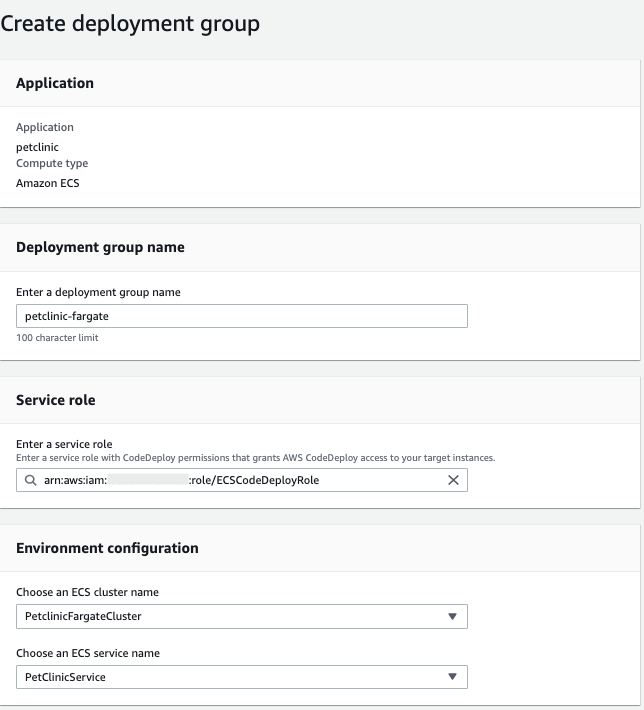 Create deployment group
Application
Application
petclinic
Compute type
Amazon ECS
Deployment group name
Enter a deployment group name
petclinic-fargate
100 character limit
Service role
Enter a service role
Enter a service role with CodeDeploy permissions that grants AWS CodeDeploy access to your target instances.
arn:aws:iam: :role/ECSCodeDeployRole
Environment configuration
Choose an ECS cluster name
PetclinicFargateCluster
Choose an ECS service name
PetClinicService